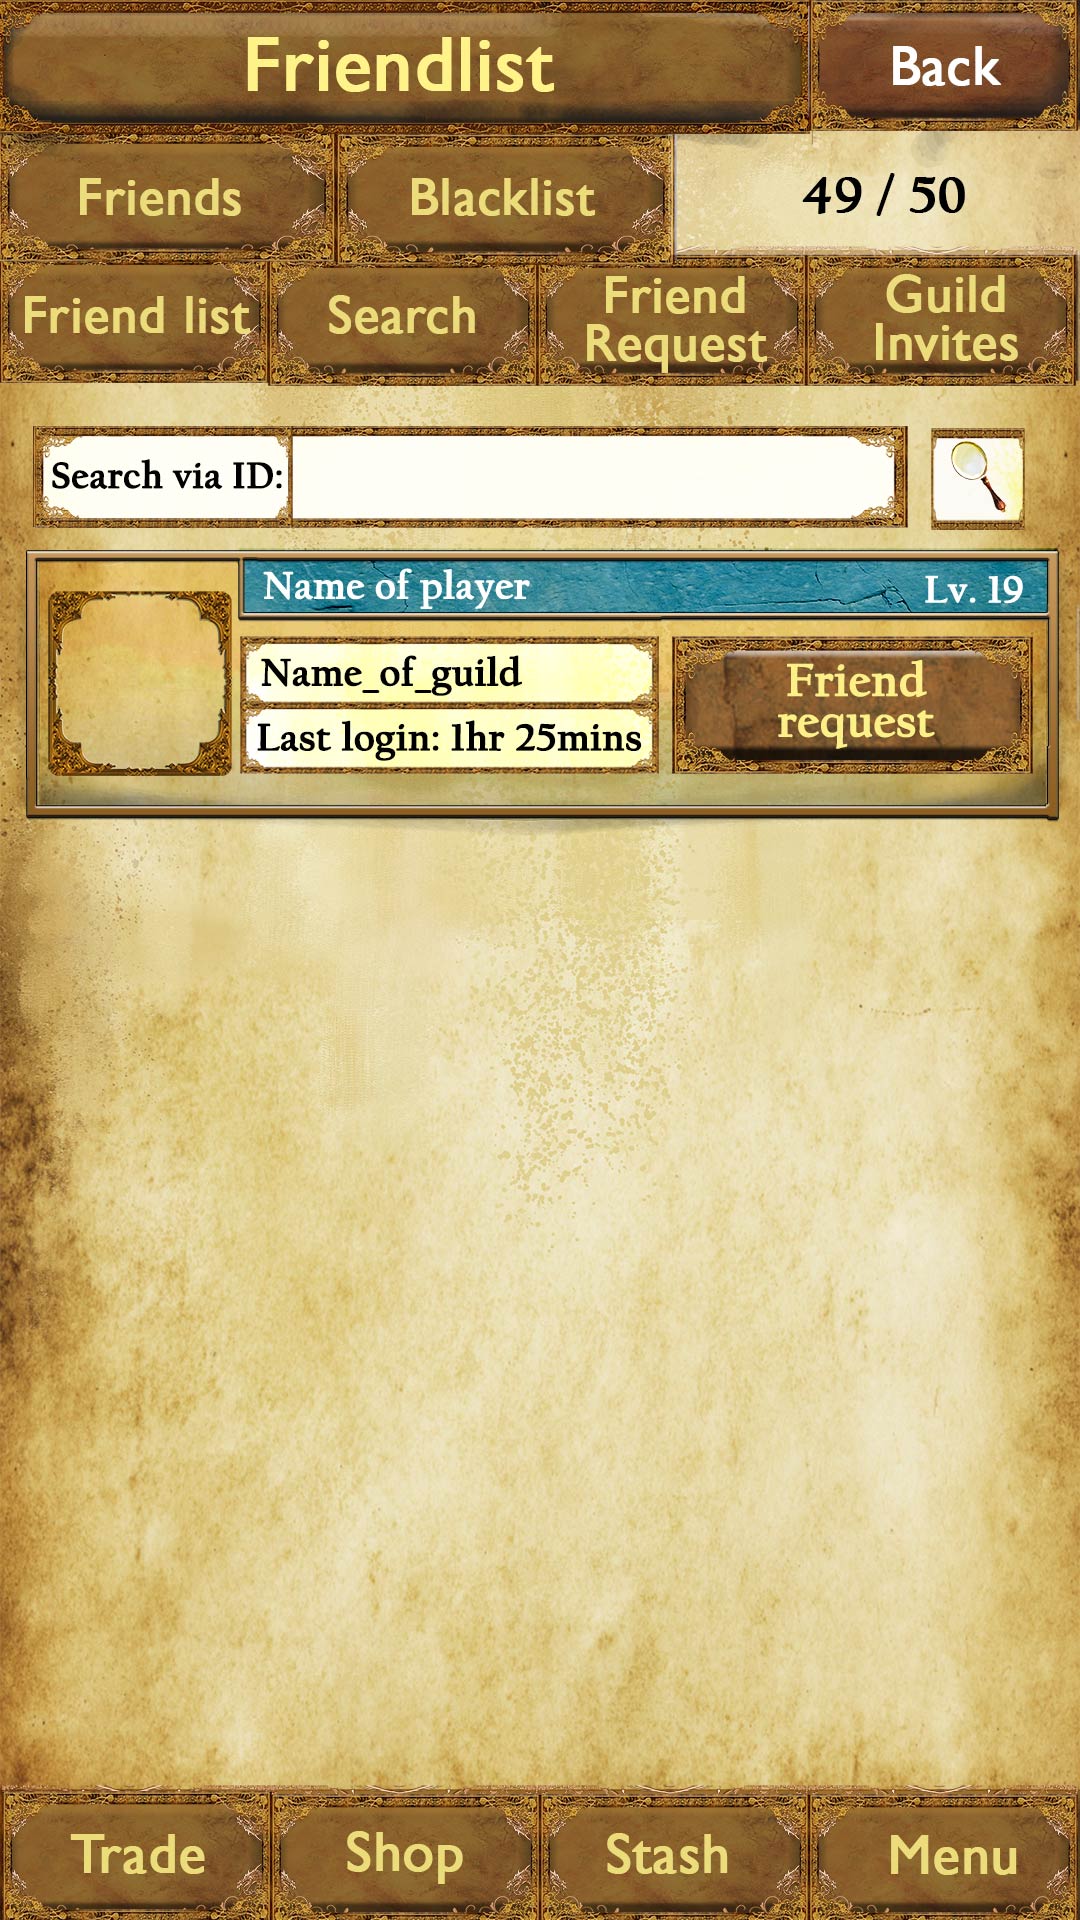 Friendlist
Back
Friends
Blacklist
49 / 50
Friend list
Search
Friend
Request
Guild
Invites
Search via ID:
Name of player
Lv. 19
Name_of_guild
Last login: 1hr 25mins
Friend
request
Trade
Shop
Stash
Menu